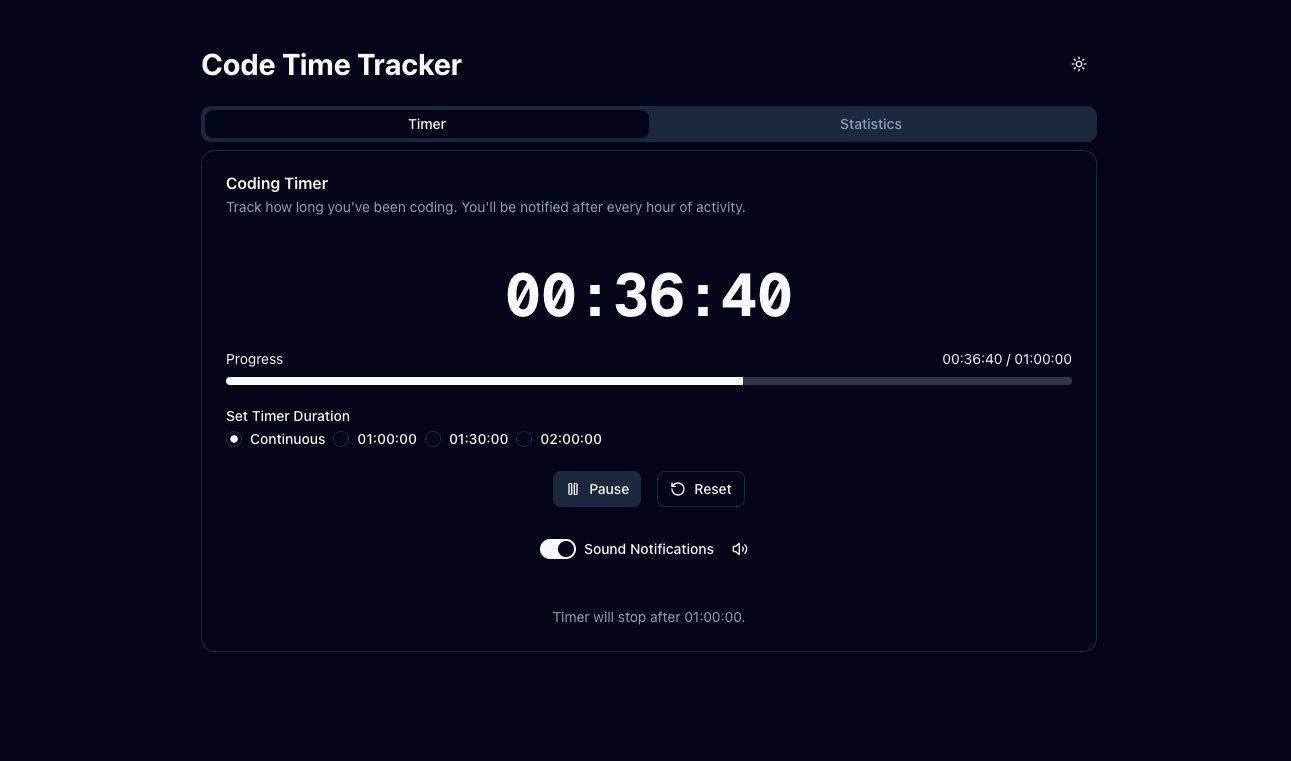 Code Time Tracker
Timer
Statistics
Coding Timer
Track how long you've been coding. You'll be notified after every hour of activity.
00:36:40
Progress
00:36:40 / 01:00:00
Set Timer Duration
Continuous 01:00:00 01:30:00 02:00:00
Pause
Reset
Sound Notifications
Timer will stop after 01:00:00.